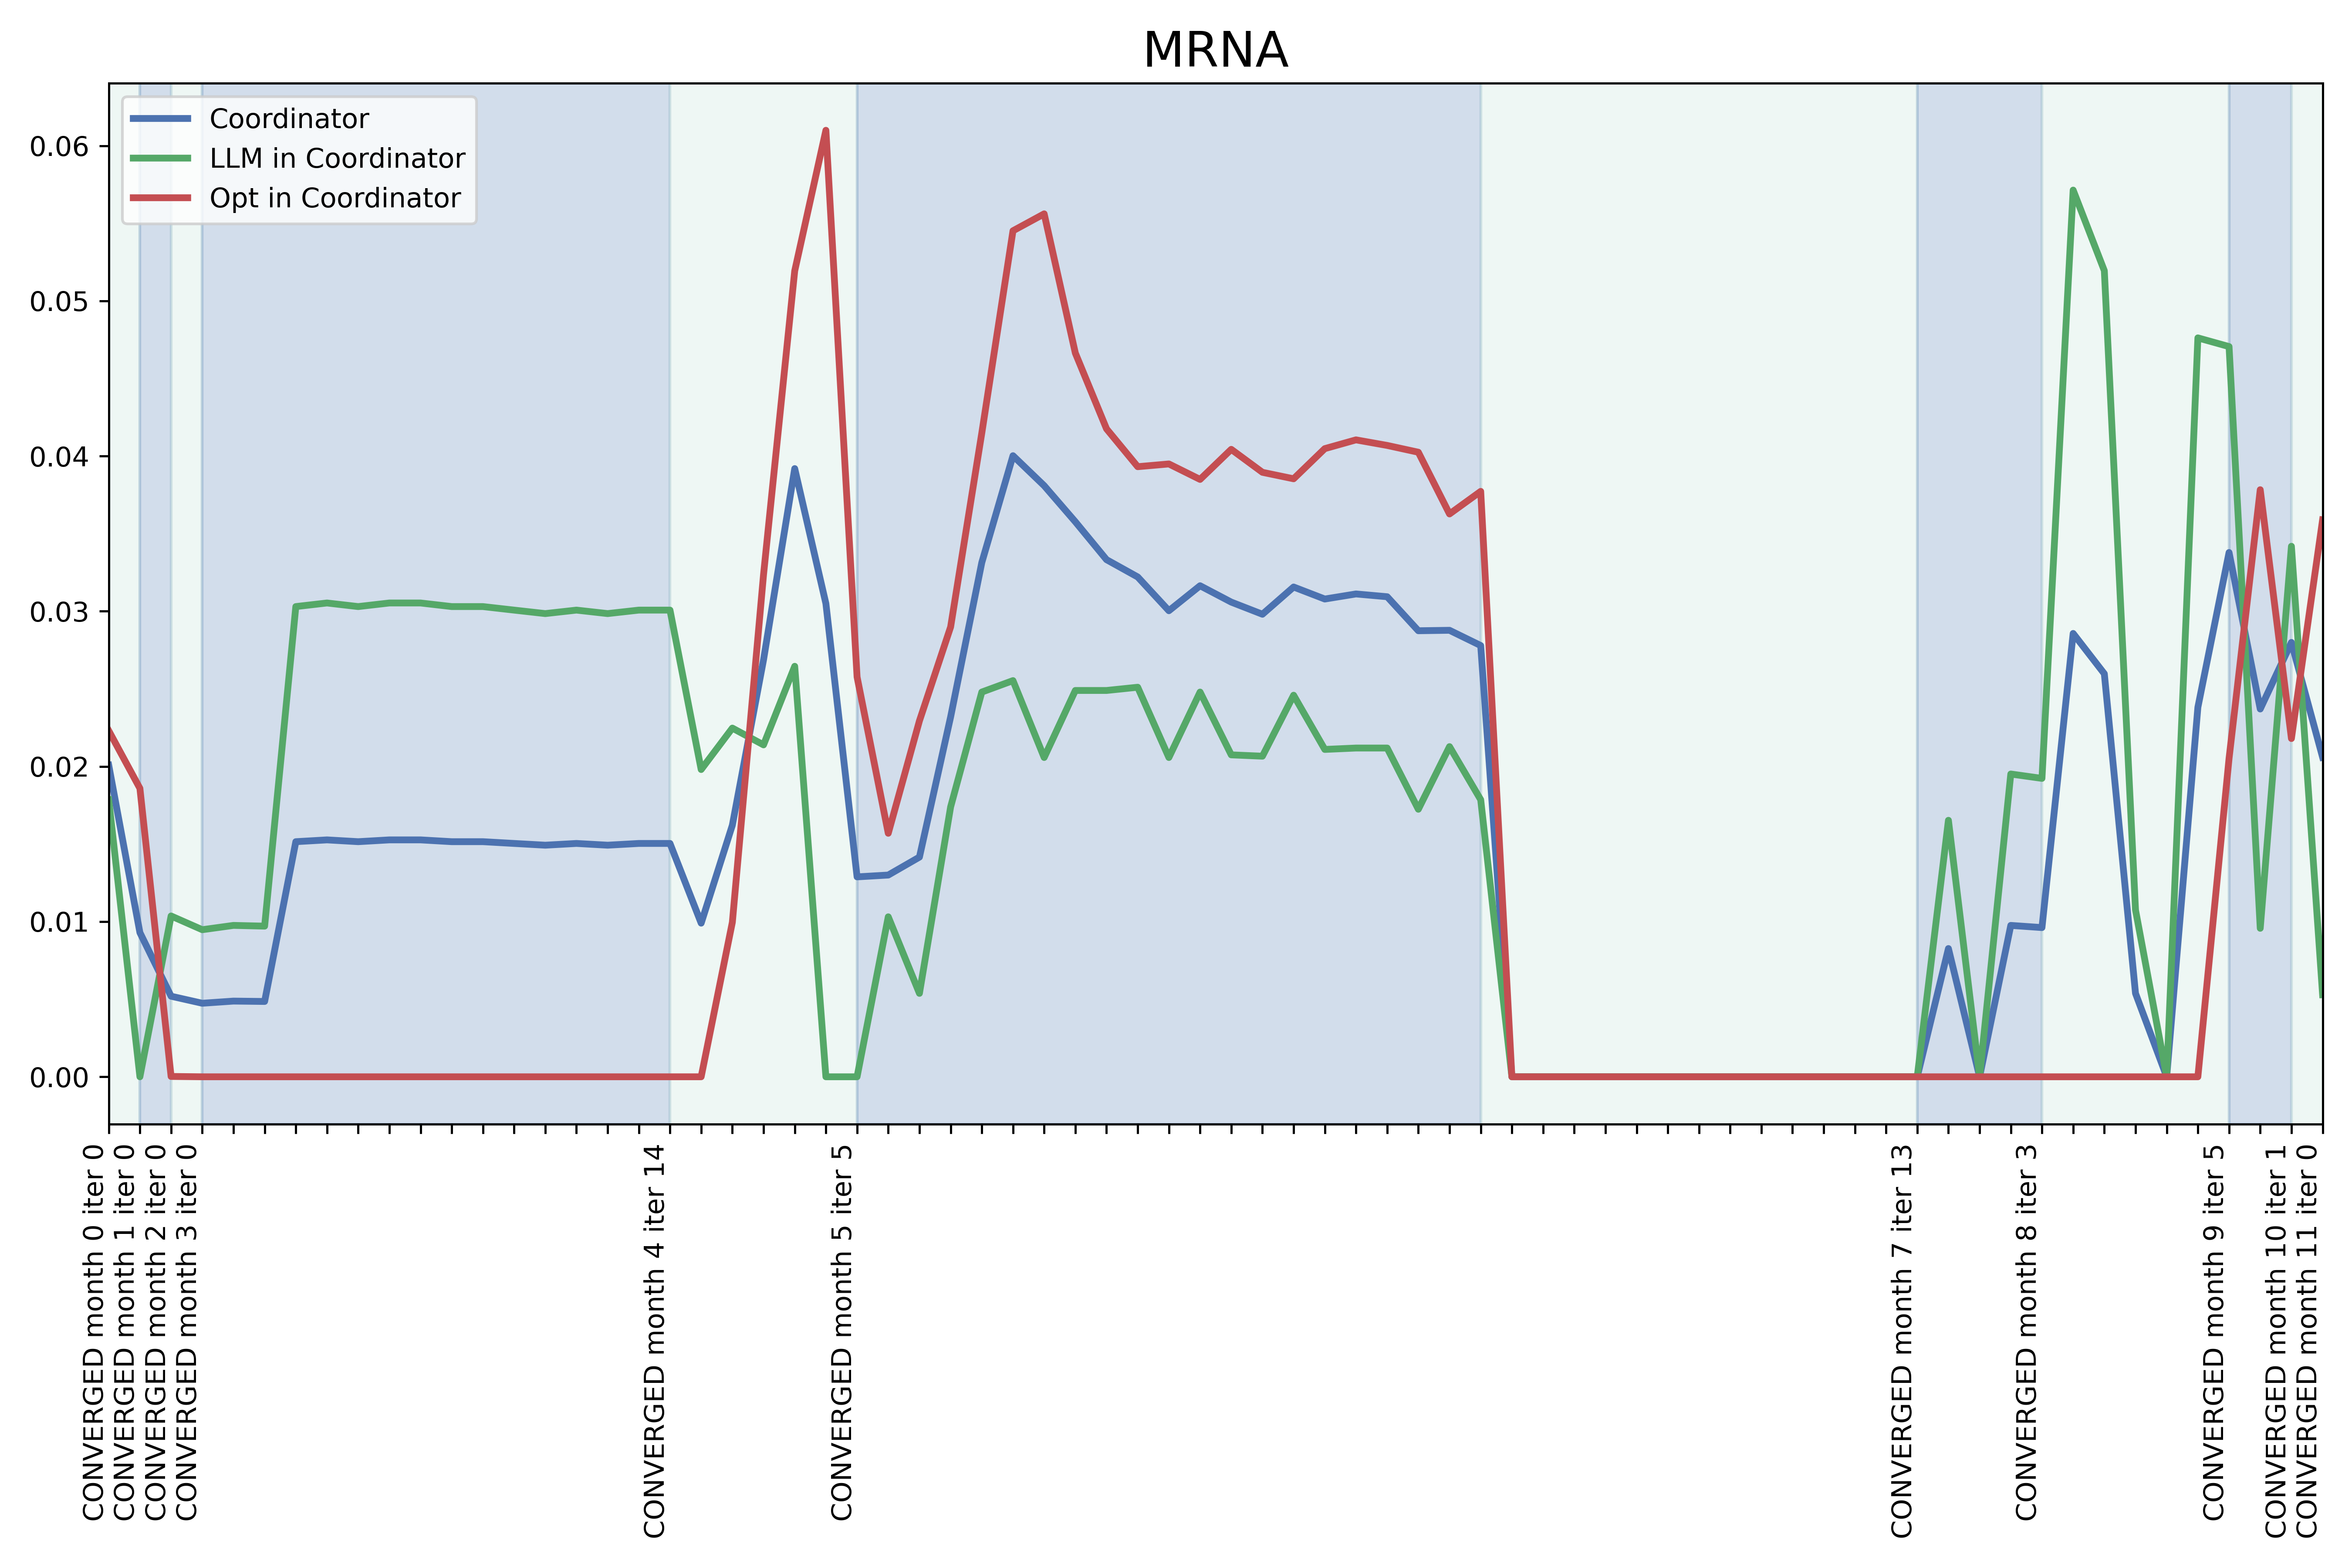 MRNA
Coordinator
LLM in Coordinator
Opt in Coordinator
0.06
0.05
0.04
0.03
0.02
0.01
0.00
CONVERGED month 0 iter 0
CONVERGED month 1 iter 0
CONVERGED month 2 iter 0
CONVERGED month 3 iter 0
CONVERGED month 4 iter 14
CONVERGED month 5 iter 5
CONVERGED month 7 iter 13
CONVERGED month 8 iter 3
CONVERGED month 9 iter 5
CONVERGED month 10 iter 1
CONVERGED month 11 iter 0